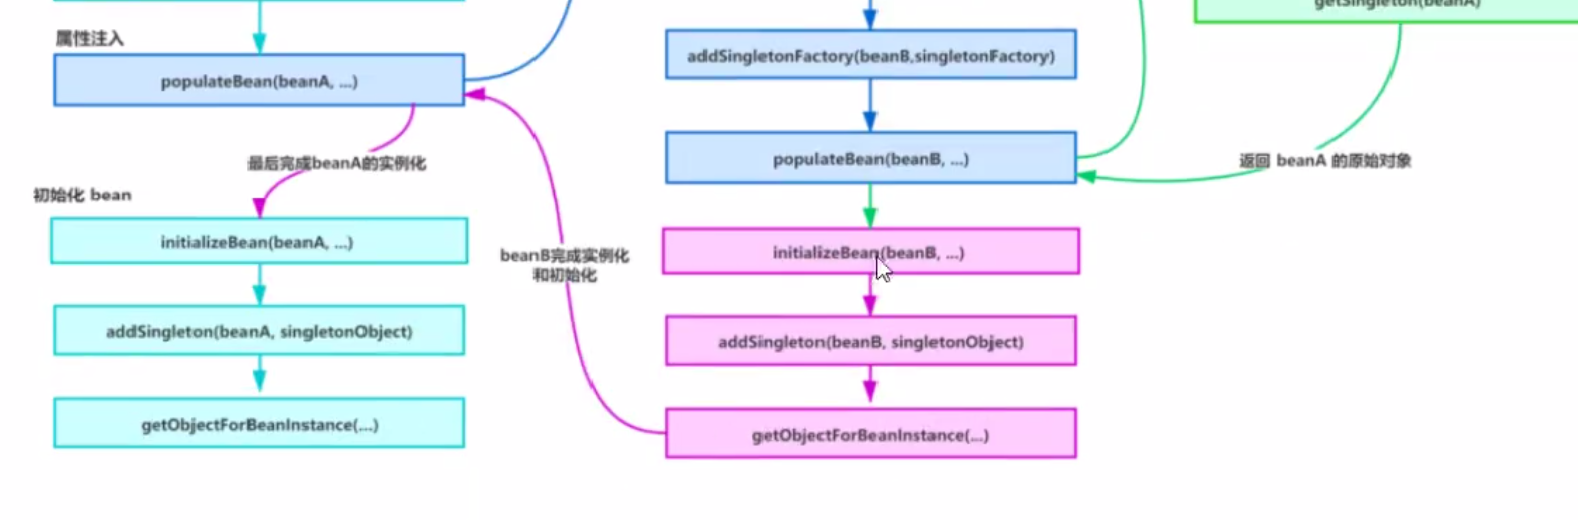 属性注入
populateBean(beanA, ...)
最后完成beanA的实例化
初始化 bean
initializeBean(beanA, ...)
addSingleton(beanA, singletonObject)
getObjectForBeanInstance(...)
beanB完成实例化
和初始化
addSingletonFactory(beanB,singletonFactory)
populateBean(beanB, ...)
initializeBean(beanB, ...)
addSingleton(beanB, singletonObject)
getObjectForBeanInstance(...)
getSingleton(beanA)
返回 beanA 的原始对象